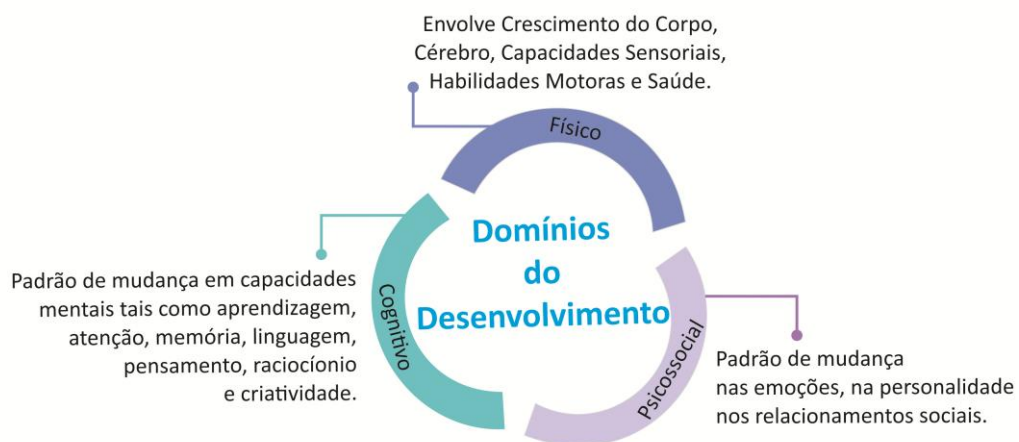 Envolve Crescimento do Corpo,
Cérebro, Capacidades Sensoriais,
Habilidades Motoras e Saúde.
Físico
Domínios
do
Desenvolvimento
Cognitivo
Padrão de mudança em capacidades
mentais tais como aprendizagem,
atenção, memória, linguagem,
pensamento, raciocínio
e criatividade.
Psicossocial
Padrão de mudança
nas emoções, na personalidade
nos relacionamentos sociais.